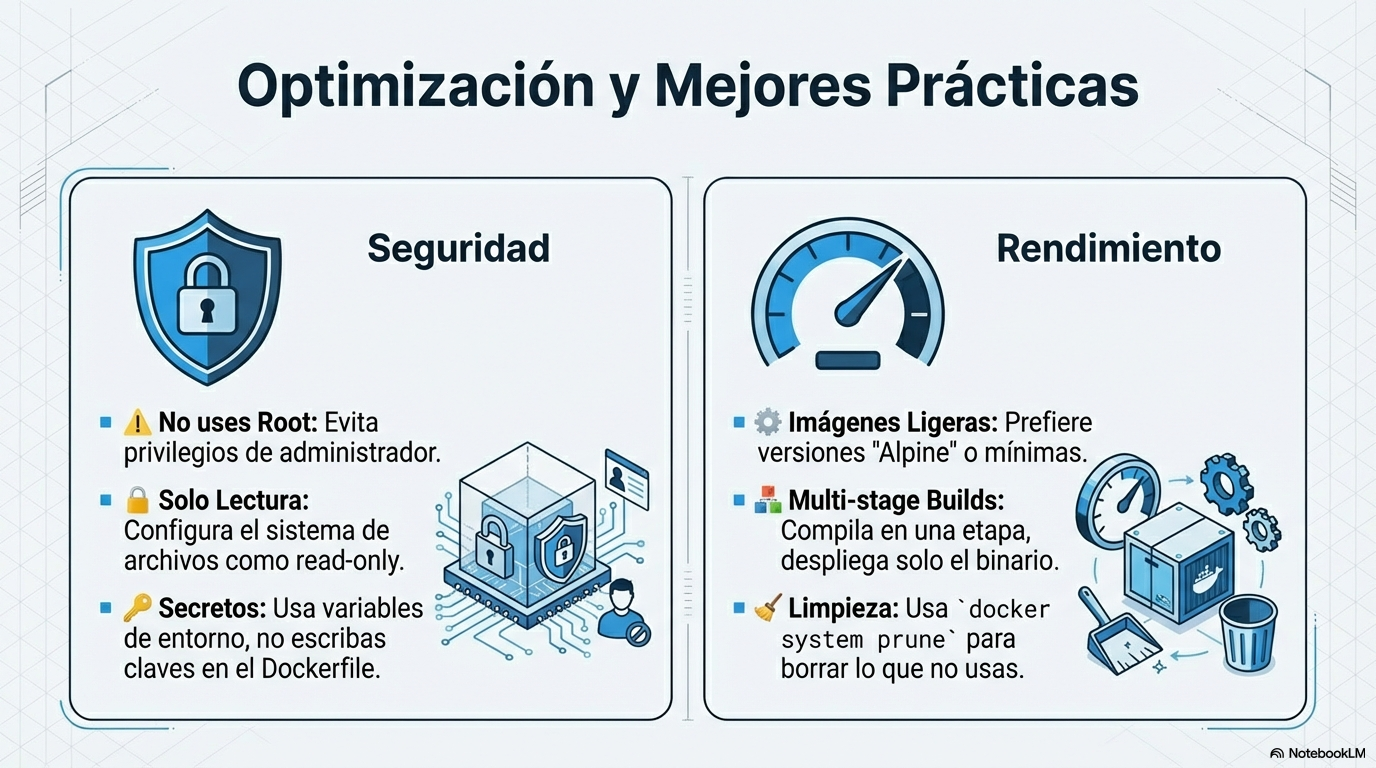 Optimización y Mejores Prácticas
Seguridad
⚠️ No uses Root: Evita
privilegios de administrador.
🔒 Solo Lectura:
Configura el sistema de
archivos como read-only.
🔑 Secretos: Usa variables
de entorno, no escribas
claves en el Dockerfile.
Rendimiento
⚙️ Imágenes Ligeras: Prefiere
versiones "Alpine" o mínimas.
Multi-stage Builds:
Compila en una etapa,
despliega solo el binario.
🧹 Limpieza: Usa `docker
system prune` para
borrar lo que no usas.
NotebookLM